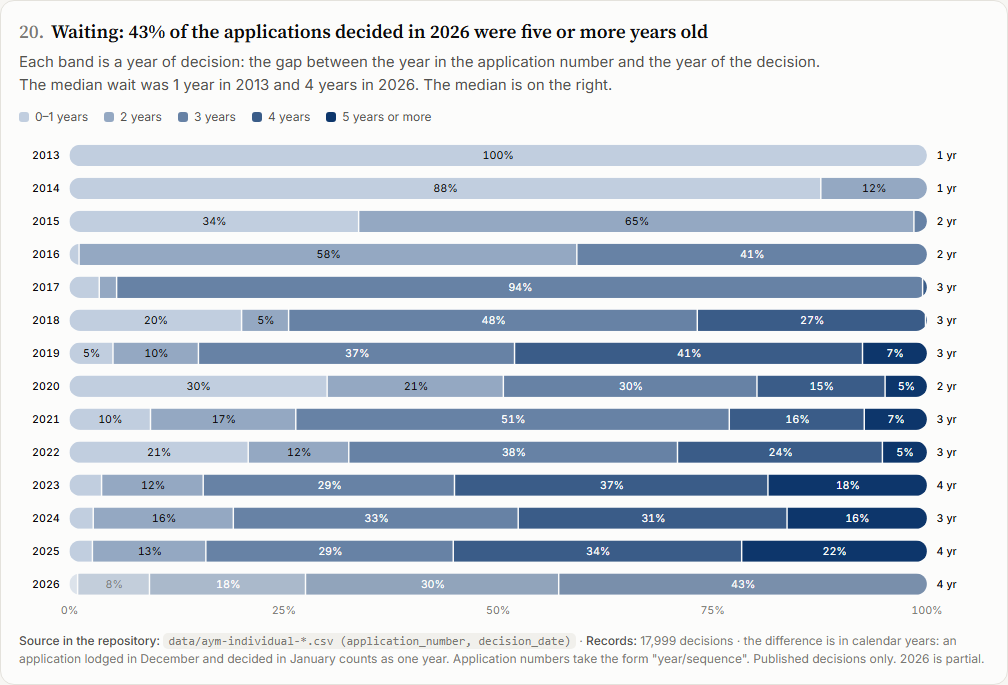 20. Waiting: 43% of the applications decided in 2026 were five or more years old
Each band is a year of decision: the gap between the year in the application number and the year of the decision.
The median wait was 1 year in 2013 and 4 years in 2026. The median is on the right.
0–1 years 2 years 3 years 4 years 5 years or more
2013 100% 1 yr
2014 88% 12% 1 yr
2015 34% 65% 2 yr
2016 58% 41% 2 yr
2017 94% 3 yr
2018 20% 5% 48% 27% 3 yr
2019 5% 10% 37% 41% 7% 3 yr
2020 30% 21% 30% 15% 5% 2 yr
2021 10% 17% 51% 16% 7% 3 yr
2022 21% 12% 38% 24% 5% 3 yr
2023 12% 29% 37% 18% 4 yr
2024 16% 33% 31% 16% 3 yr
2025 13% 29% 34% 22% 4 yr
2026 8% 18% 30% 43% 4 yr
0% 25% 50% 75% 100%
Source in the repository: data/aym-individual-*.csv (application_number, decision_date) · Records: 17,999 decisions · the difference is in calendar years: an
application lodged in December and decided in January counts as one year. Application numbers take the form "year/sequence". Published decisions only. 2026 is partial.